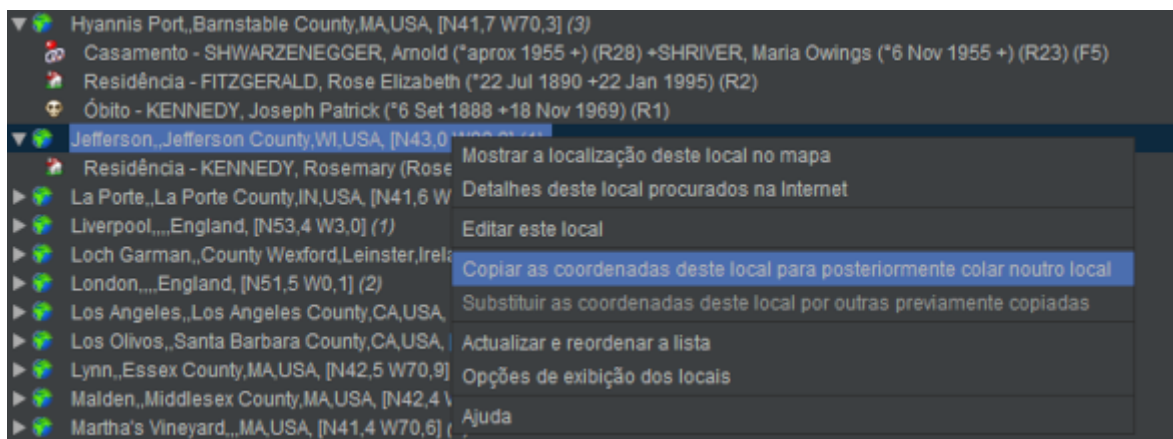 Hyannis Port,,Barnstable County,MA,USA, [N41,7 W70,3] (3)
Casamento - SHWARZENEGGER, Arnold (*aprox 1955 +) (R28) +SHRIVER, Maria Owings (*6 Nov 1955 +) (R23) (F5)
Residência - FITZGERALD, Rose Elizabeth (*22 Jul 1890 +22 Jan 1995) (R2)
Óbito - KENNEDY, Joseph Patrick (*6 Set 1888 +18 Nov 1969) (R1)
Jefferson,,Jefferson County,WI,USA, [N43,0
Residência - KENNEDY, Rosemary (Rose
La Porte,,La Porte County,IN,USA, [N41,6 W
Liverpool,,,,England, [N53,4 W3,0] (1)
Loch Garman,,County Wexford,Leinster,Irela
London,,,,England, [N51,5 W0,1] (2)
Los Angeles,,Los Angeles County,CA,USA,
Los Olivos,,Santa Barbara County,CA,USA,
Lynn,,Essex County,MA,USA, [N42,5 W70,9]
Malden,,Middlesex County,MA,USA, [N42,4
Martha's Vineyard,,,MA,USA, [N41,4 W70,6]
Mostrar a localização deste local no mapa
Detalhes deste local procurados na Internet
Editar este local
Copiar as coordenadas deste local para posteriormente colar noutro local
Substituir as coordenadas deste local por outras previamente copiadas
Actualizar e reordenar a lista
Opções de exibição dos locais
Ajuda